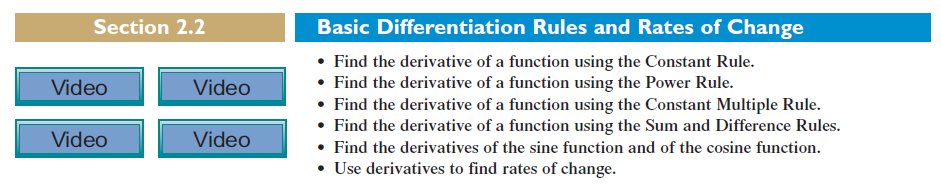 Section 2.2
Basic Differentiation Rules and Rates of Change
Video
Video
Video
Video
• Find the derivative of a function using the Constant Rule.
• Find the derivative of a function using the Power Rule.
• Find the derivative of a function using the Constant Multiple Rule.
• Find the derivative of a function using the Sum and Difference Rules.
• Find the derivatives of the sine function and of the cosine function.
• Use derivatives to find rates of change.